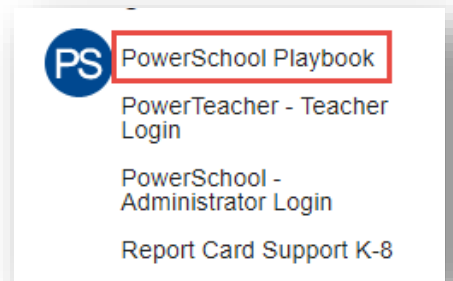 PS
PowerSchool Playbook
PowerTeacher - Teacher
Login
PowerSchool -
Administrator Login
Report Card Support K-8